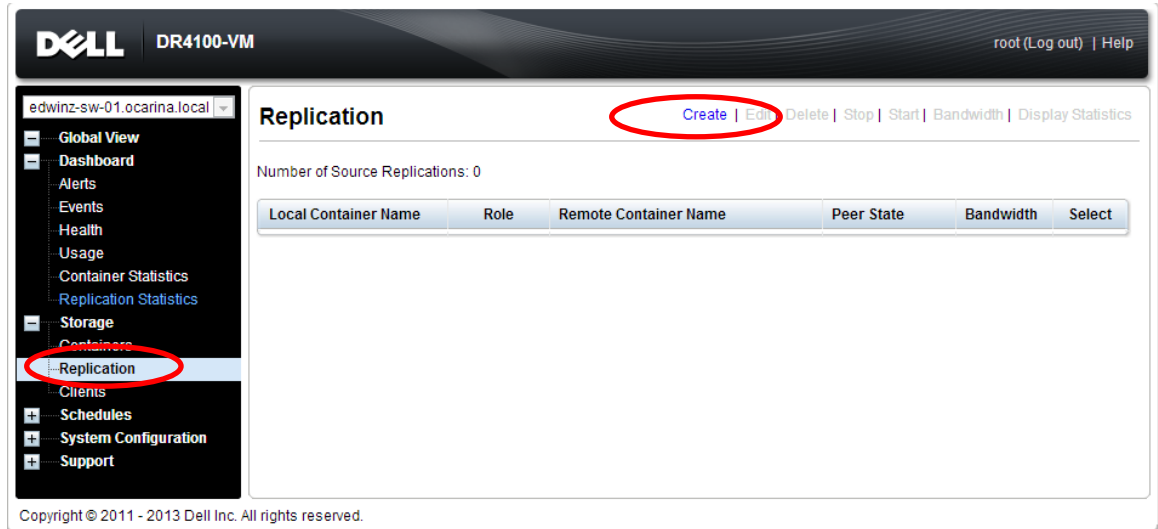 DELL DR4100-VM root (Log out) | Help
edwinz-sw-01.ocarina.local
Global View
Dashboard
Alerts
Events
Health
Usage
Container Statistics
Replication Statistics
Storage
Containers
Replication
Clients
Schedules
System Configuration
Support
Replication Create | Edit | Delete | Stop | Start | Bandwidth | Display Statistics
Number of Source Replications: 0
Local Container Name Role Remote Container Name Peer State Bandwidth Select
Copyright © 2011 - 2013 Dell Inc. All rights reserved.